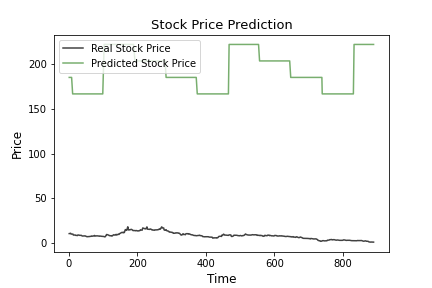 Stock Price Prediction
Real Stock Price
Predicted Stock Price
200
150
100
50
0
Price
0 200 400 600 800
Time